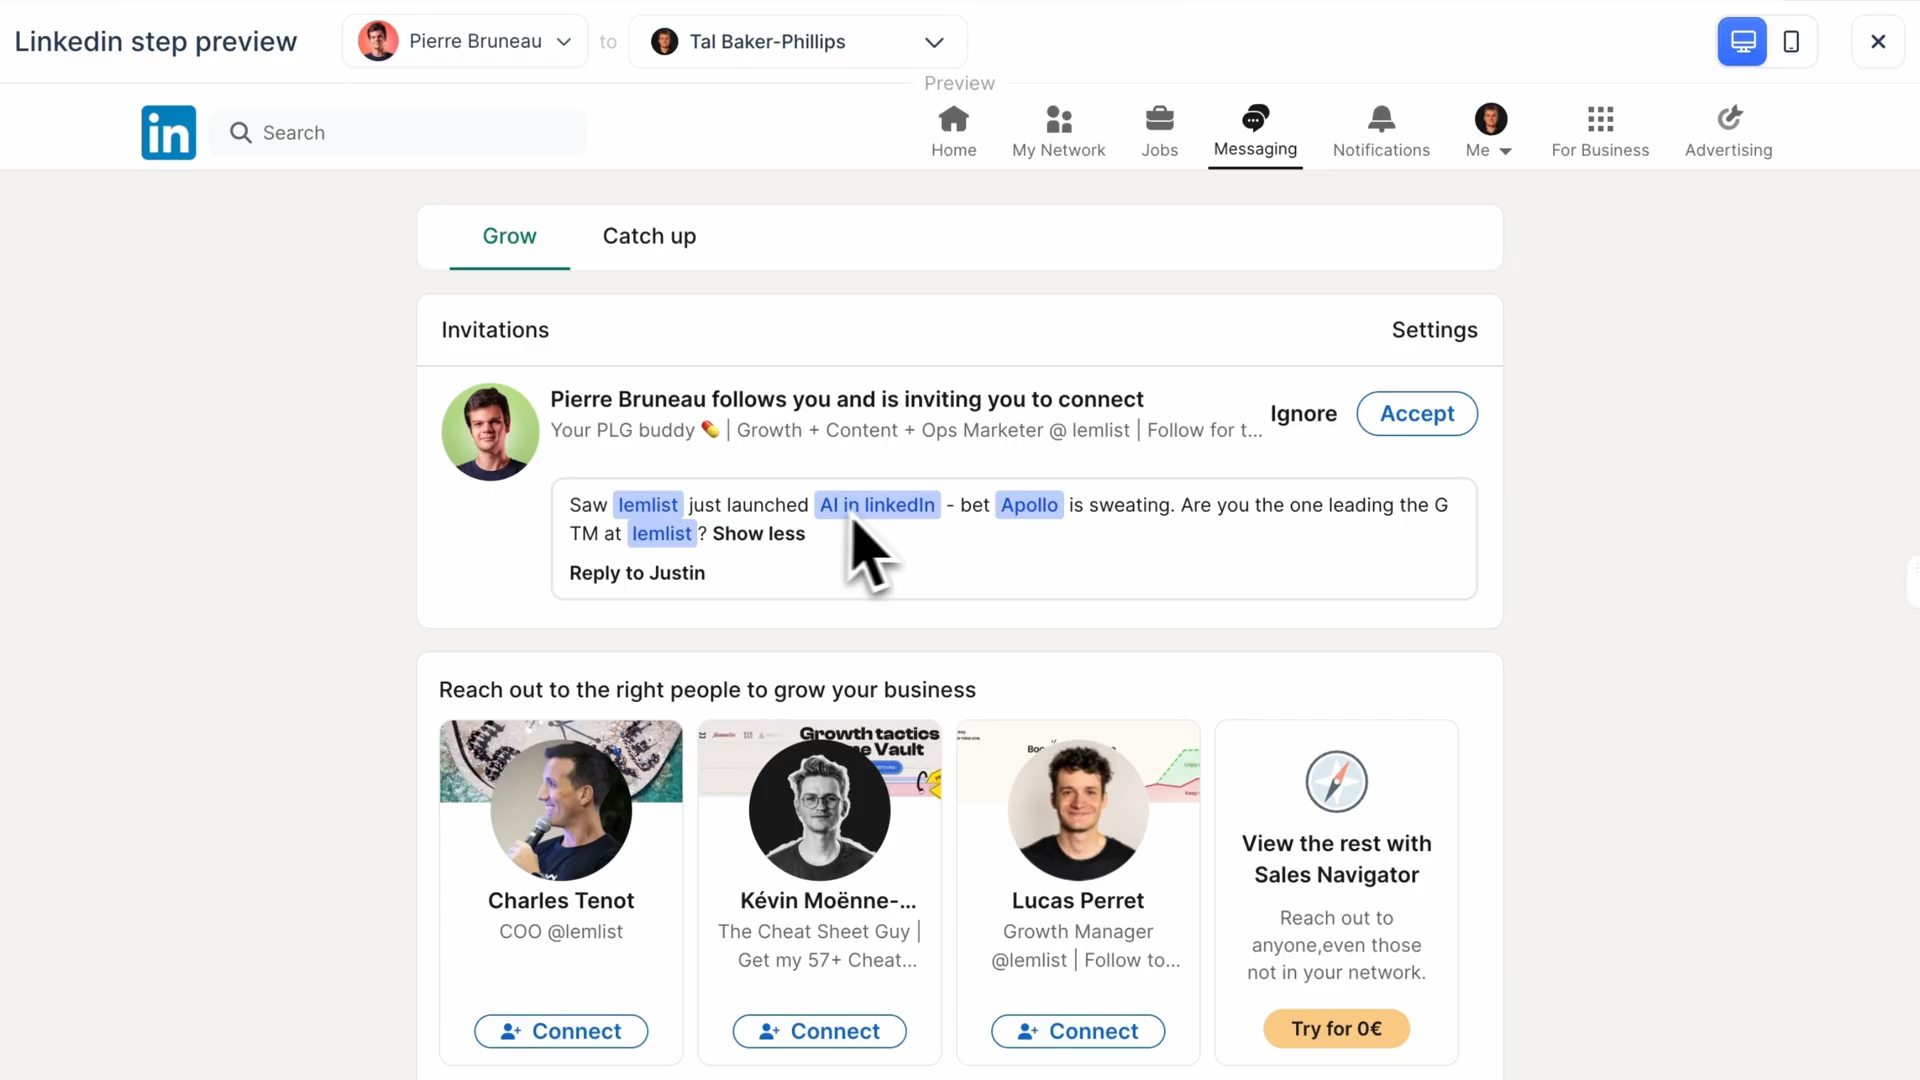 Linkedin step preview
Pierre Bruneau
to
Tal Baker-Phillips
Preview
in
Search
Home
My Network
Jobs
Messaging
Notifications
Me
For Business
Advertising
Grow
Catch up
Invitations
Settings
Pierre Bruneau follows you and is inviting you to connect
Your PLG buddy 💊 | Growth + Content + Ops Marketer @ lemlist | Follow for t...
Ignore
Accept
Saw lemlist just launched AI in linkedIn - bet Apollo is sweating. Are you the one leading the G
TM at lemlist ? Show less
Reply to Justin
Reach out to the right people to grow your business
Growth tactics
e Vault
Charles Tenot
COO @lemlist
Connect
Kévin Moënne-...
The Cheat Sheet Guy |
Get my 57+ Cheat...
Connect
Lucas Perret
Growth Manager
@lemlist | Follow to...
Connect
View the rest with
Sales Navigator
Reach out to
anyone,even those
not in your network.
Try for 0€